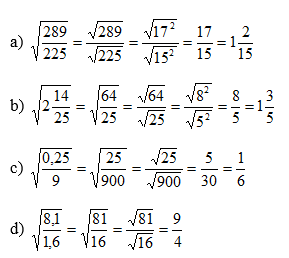 a) √(289/225) = √289/√225 = √17²/√15² = 17/15 = 1 2/15
b) √(2 14/25) = √(64/25) = √64/√25 = √8²/√5² = 8/5 = 1 3/5
c) √(0,25/9) = √(25/900) = √25/√900 = 5/30 = 1/6
d) √(8,1/1,6) = √(81/16) = √81/√16 = 9/4